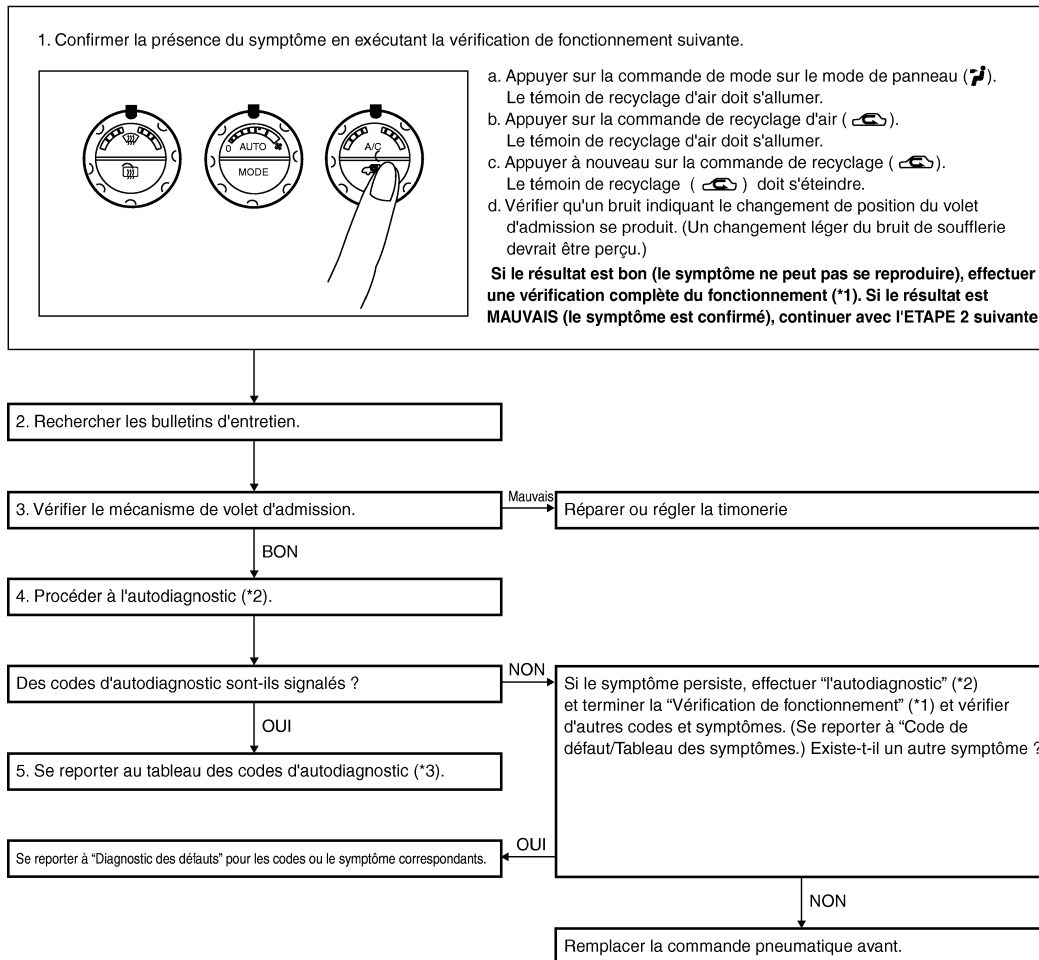 1. Confirmer la présence du symptôme en exécutant la vérification de fonctionnement suivante.
0 AUTO
MODE
A/C
a. Appuyer sur la commande de mode sur le mode de panneau ( ).
Le témoin de recyclage d'air doit s'allumer.
b. Appuyer sur la commande de recyclage d'air ( ).
Le témoin de recyclage d'air doit s'allumer.
c. Appuyer à nouveau sur la commande de recyclage ( ).
Le témoin de recyclage ( ) doit s'éteindre.
d. Vérifier qu'un bruit indiquant le changement de position du volet
d'admission se produit. (Un changement léger du bruit de soufflerie
devrait être perçu.)
Si le résultat est bon (le symptôme ne peut pas se reproduire), effectuer
une vérification complète du fonctionnement (*1). Si le résultat est
MAUVAIS (le symptôme est confirmé), continuer avec l'ETAPE 2 suivante
2. Rechercher les bulletins d'entretien.
3. Vérifier le mécanisme de volet d'admission.
Mauvais
Réparer ou régler la timonerie
BON
4. Procéder à l'autodiagnostic (*2).
Des codes d'autodiagnostic sont-ils signalés ?
NON
Si le symptôme persiste, effectuer “l'autodiagnostic” (*2)
et terminer la “Vérification de fonctionnement” (*1) et vérifier
d'autres codes et symptômes. (Se reporter à “Code de
défaut/Tableau des symptômes.) Existe-t-il un autre symptôme ?
OUI
5. Se reporter au tableau des codes d'autodiagnostic (*3).
Se reporter à “Diagnostic des défauts” pour les codes ou le symptôme correspondants.
OUI
NON
Remplacer la commande pneumatique avant.